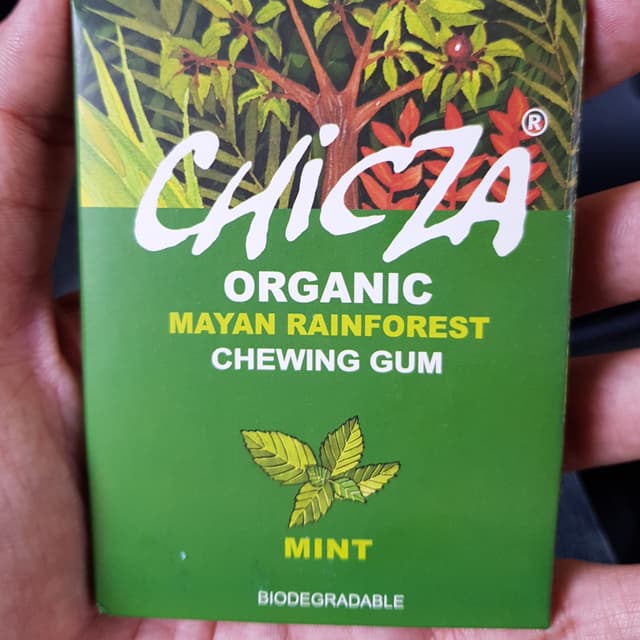 CHicZA®
ORGANIC
MAYAN RAINFOREST
CHEWING GUM
MINT
BIODEGRADABLE